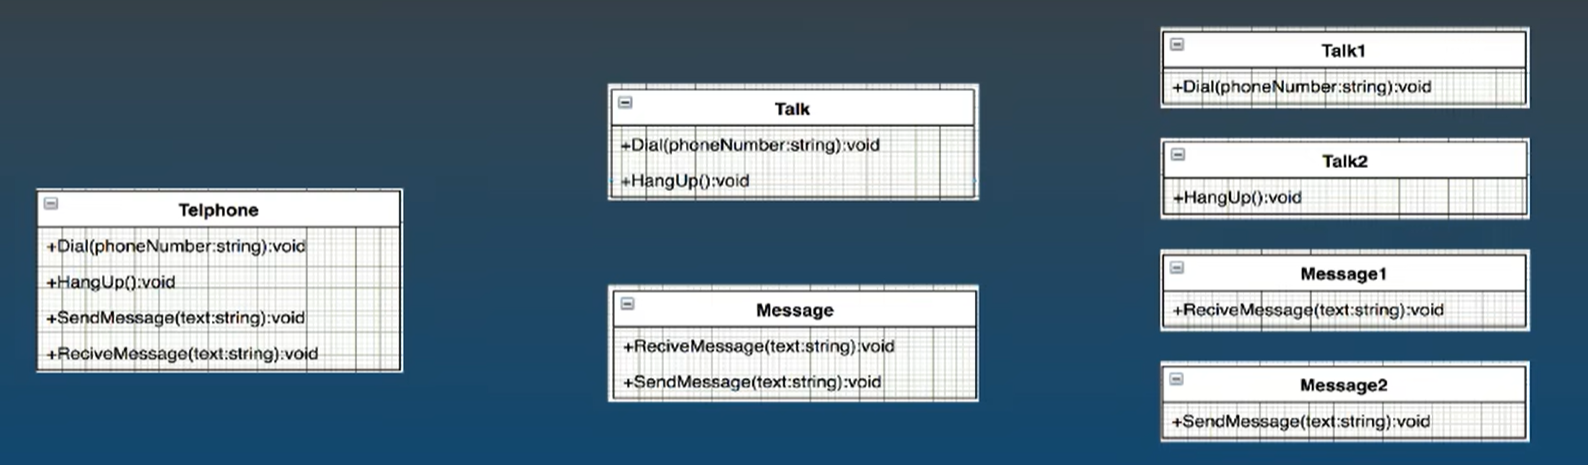 Telphone
+Dial(phoneNumber:string):void
+HangUp():void
+SendMessage(text:string):void
+ReciveMessage(text:string):void
Talk
+Dial(phoneNumber:string):void
+HangUp():void
Message
+ReciveMessage(text:string):void
+SendMessage(text:string):void
Talk1
+Dial(phoneNumber:string):void
Talk2
+HangUp():void
Message1
+ReciveMessage(text:string):void
Message2
+SendMessage(text:string):void